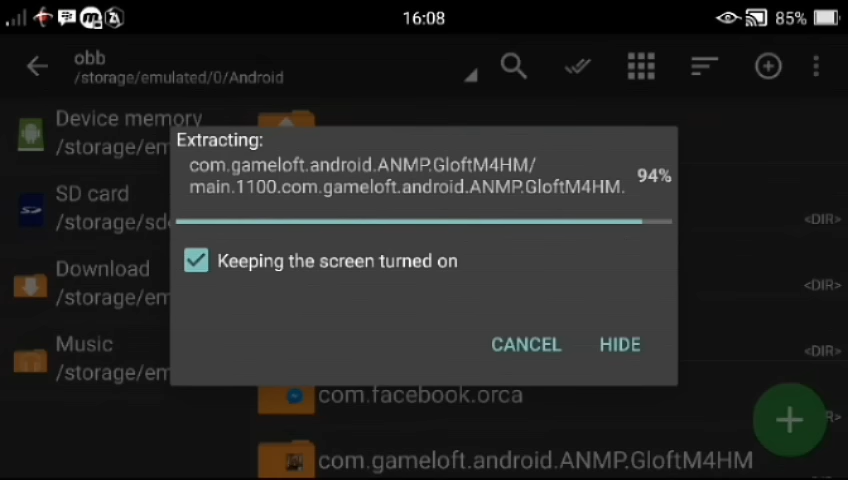 16:08
85%
obb
/storage/emulated/0/Android
Device memory
/storage/em
SD card
/storage/sd
Download
/storage/em
Music
/storage/em
Extracting:
com.gameloft.android.ANMP.GloftM4HM/
main.1100.com.gameloft.android.ANMP.GloftM4HM.
94%
Keeping the screen turned on
CANCEL HIDE
<DIR>
<DIR>
<DIR>
R>
com.facebook.orca
com.gameloft.android.ANMP.GloftM4HM